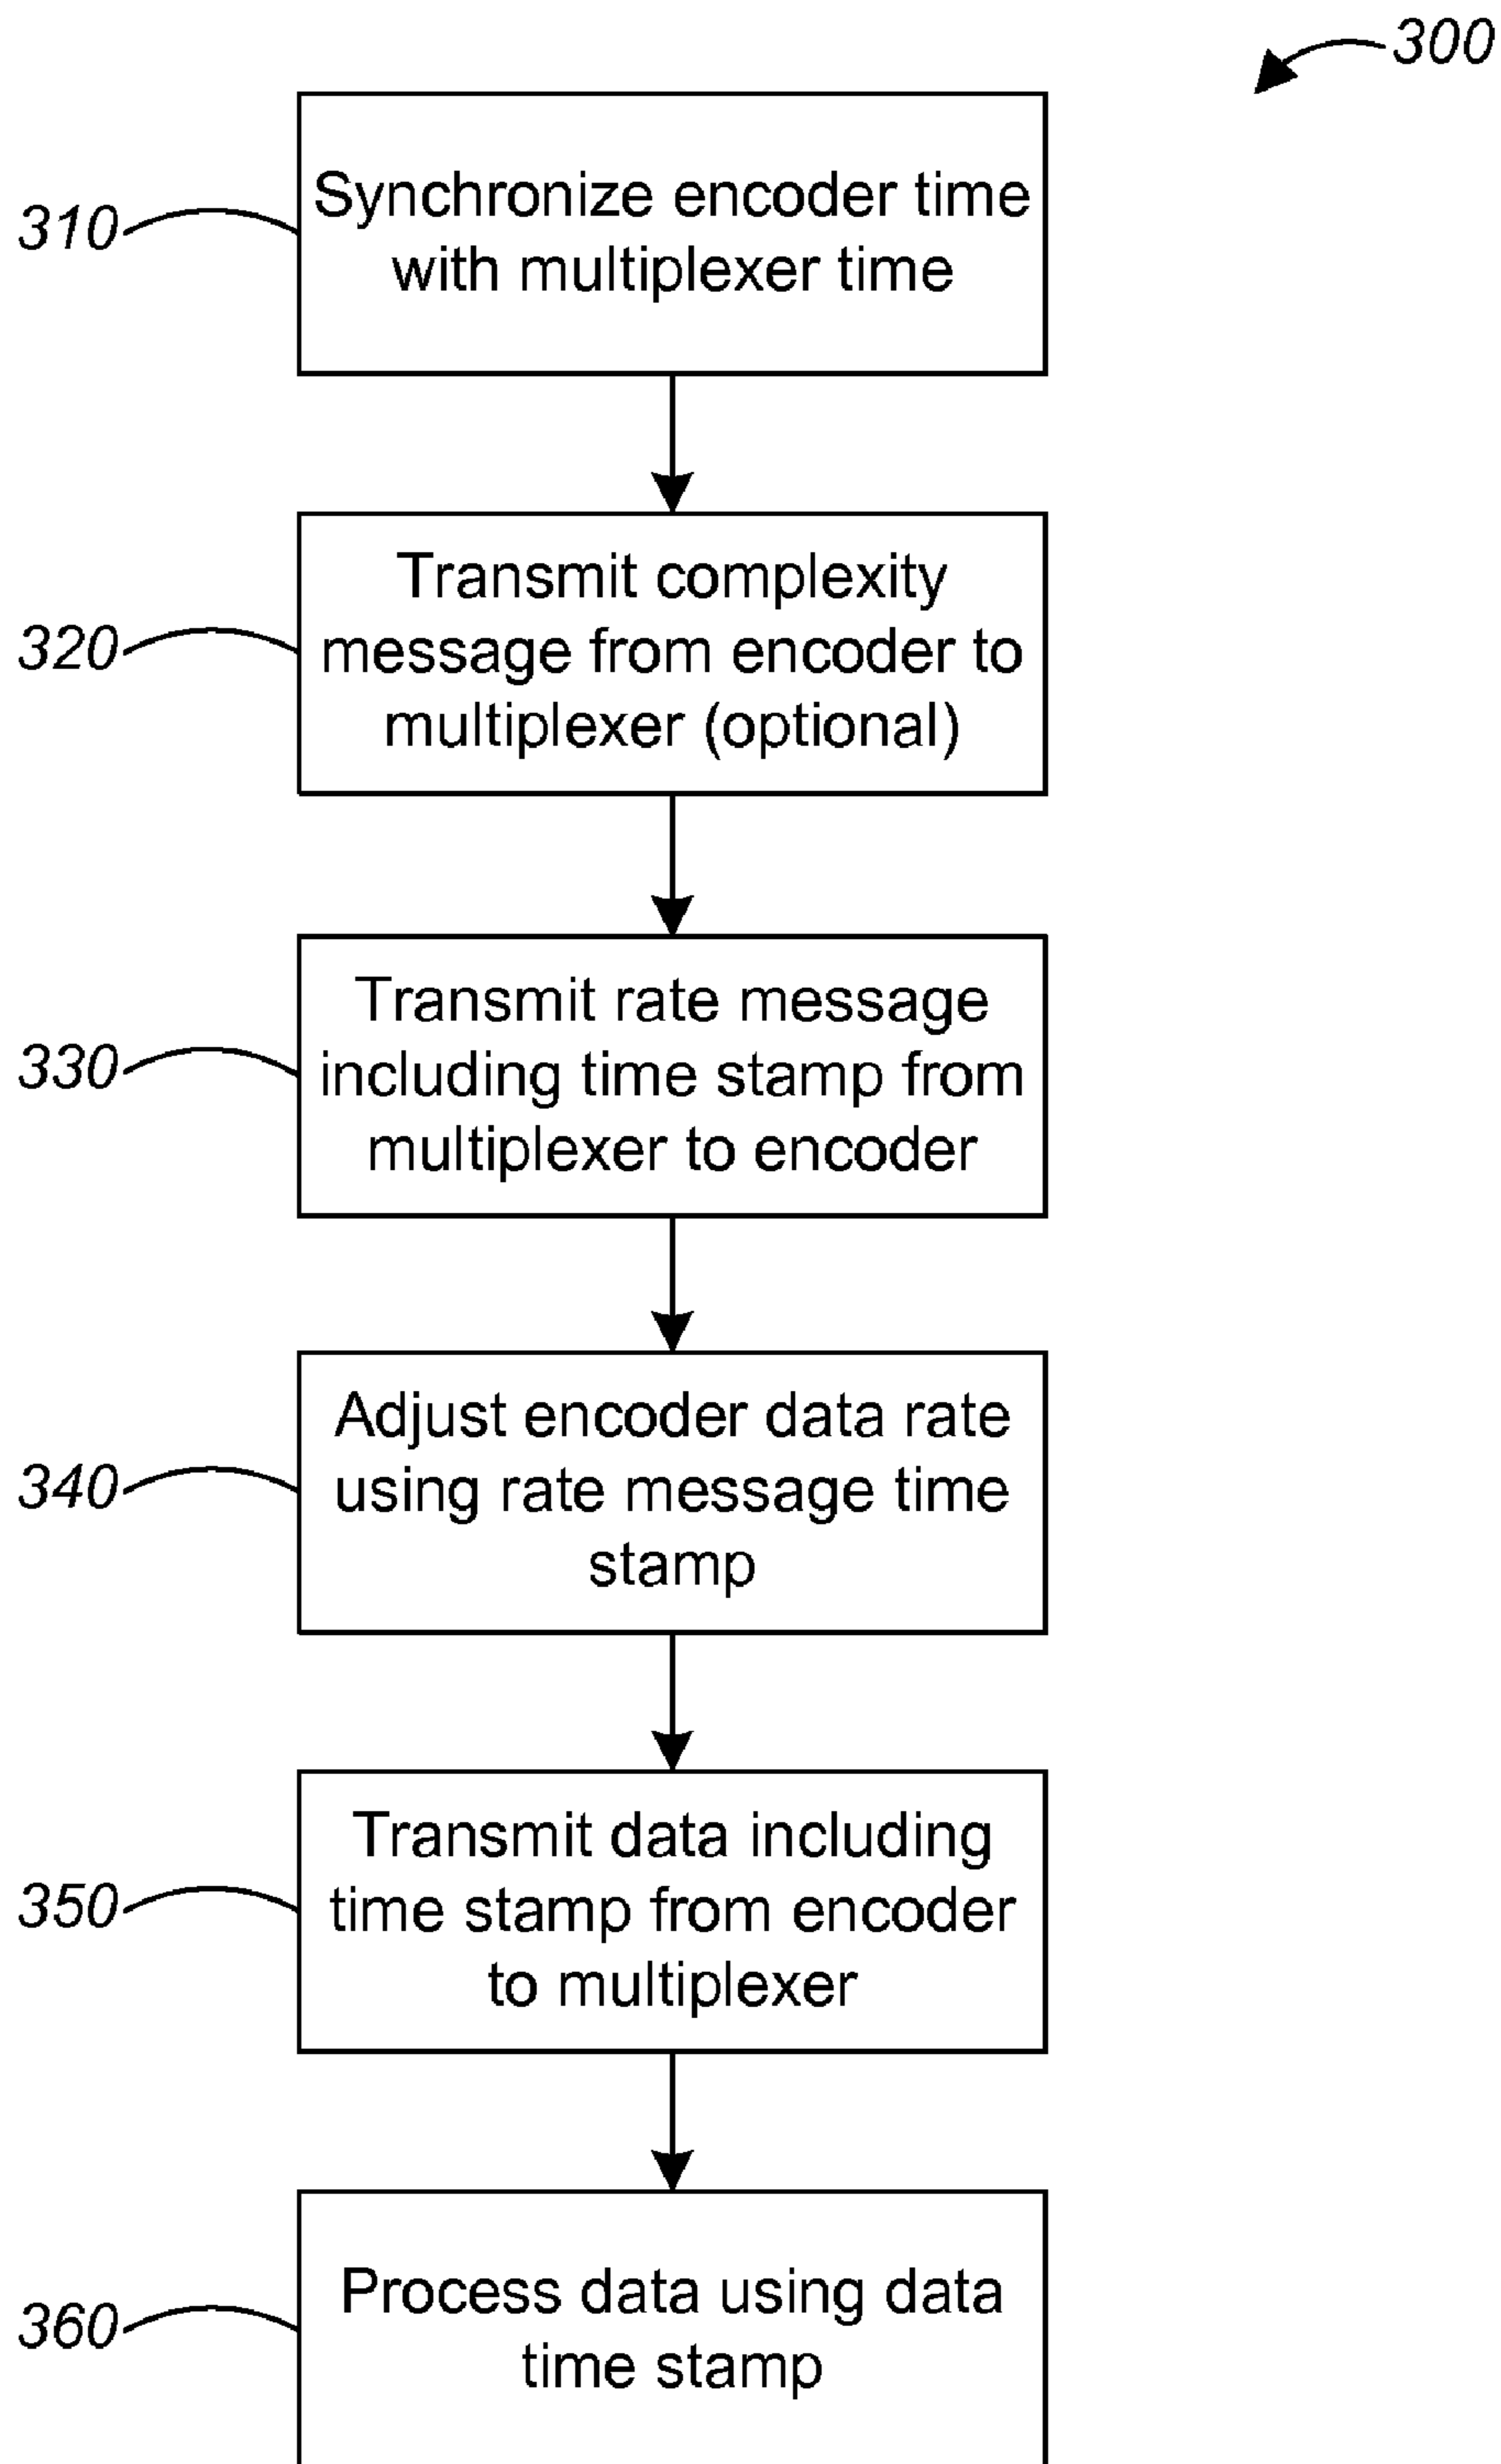 300
310
Synchronize encoder time
with multiplexer time
320
Transmit complexity
message from encoder to
multiplexer (optional)
330
Transmit rate message
including time stamp from
multiplexer to encoder
340
Adjust encoder data rate
using rate message time
stamp
350
Transmit data including
time stamp from encoder
to multiplexer
360
Process data using data
time stamp